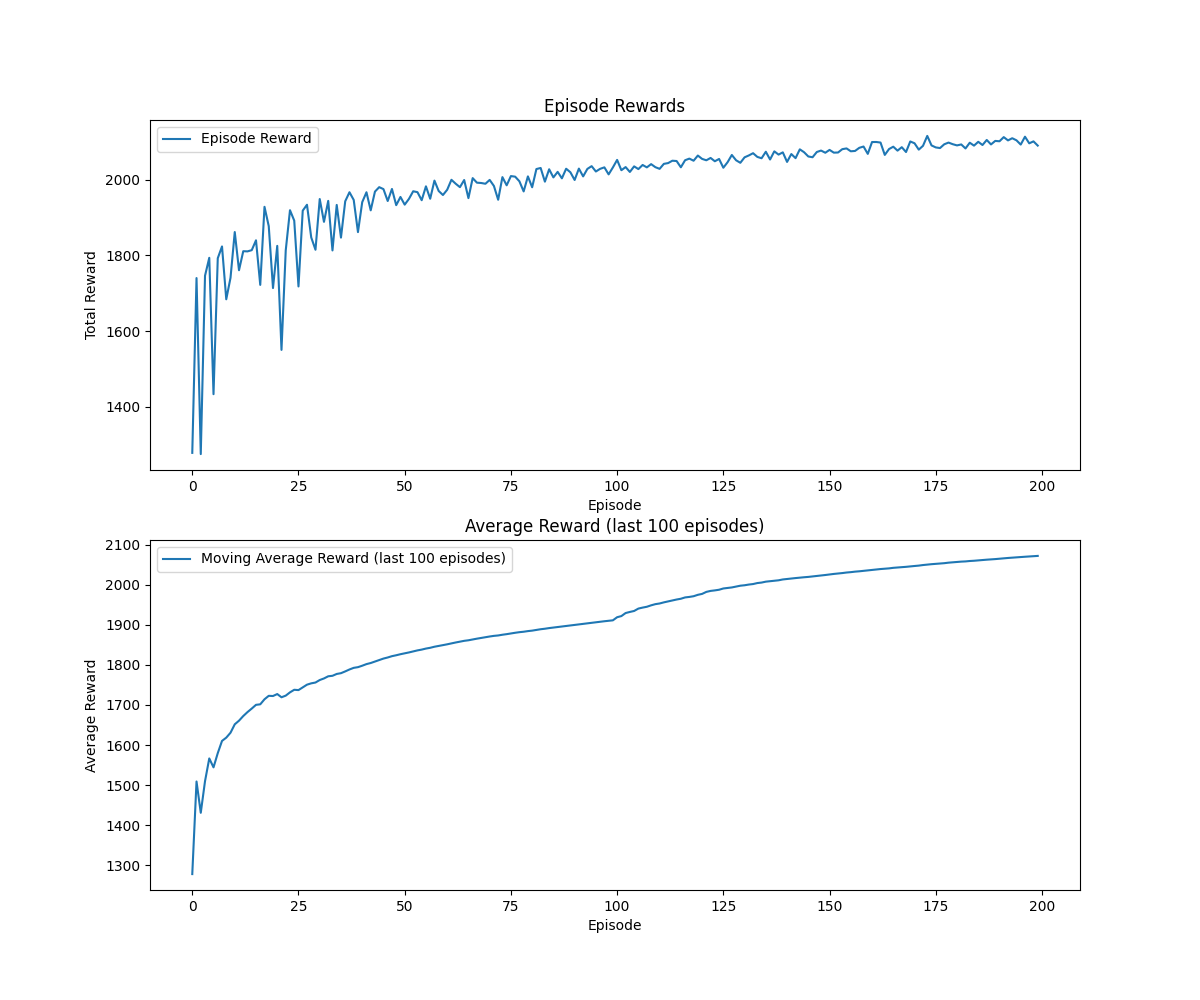 Episode Rewards
Episode Reward
2000
1800
1600
1400
Total Reward
0 25 50 75 100 125 150 175 200
Episode
Average Reward (last 100 episodes)
Moving Average Reward (last 100 episodes)
2100
2000
1900
1800
1700
1600
1500
1400
1300
Average Reward
0 25 50 75 100 125 150 175 200
Episode